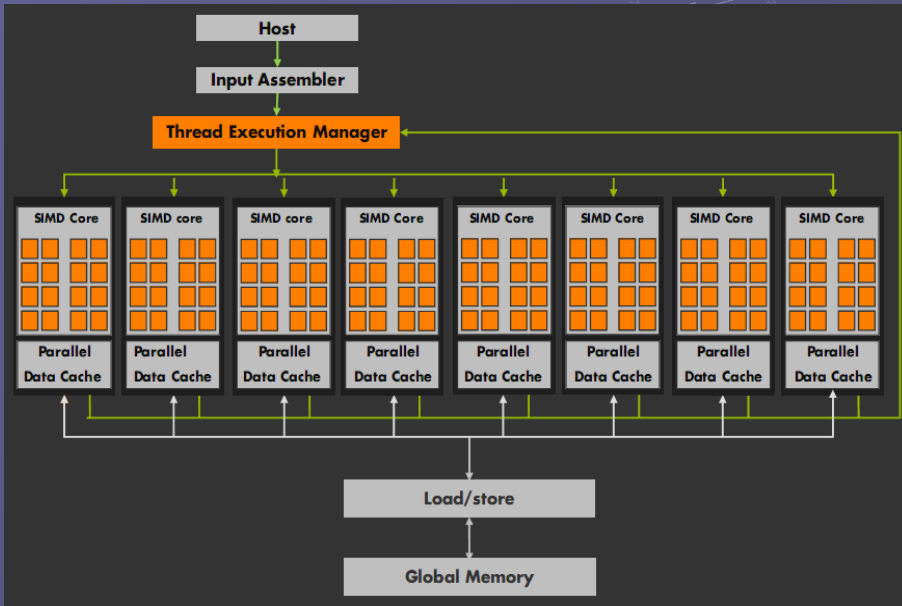 Host
Input Assembler
Thread Execution Manager
SIMD Core
SIMD core
SIMD core
SIMD Core
SIMD Core
SIMD Core
SIMD Core
SIMD Core
Parallel
Data Cache
Parallel
Data Cache
Parallel
Data Cache
Parallel
Data Cache
Parallel
Data Cache
Parallel
Data Cache
Parallel
Data Cache
Parallel
Data Cache
Load/store
Global Memory